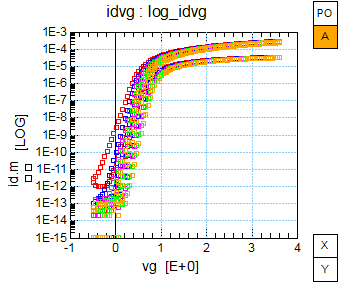 idvg : log_idvg
PO
A
1E-3
1E-4
1E-5
1E-6
1E-7
1E-8
1E-9
1E-10
1E-11
1E-12
1E-13
1E-14
1E-15
id.m [LOG]
-1 0 1 2 3 4
vg [E+0]
X
Y